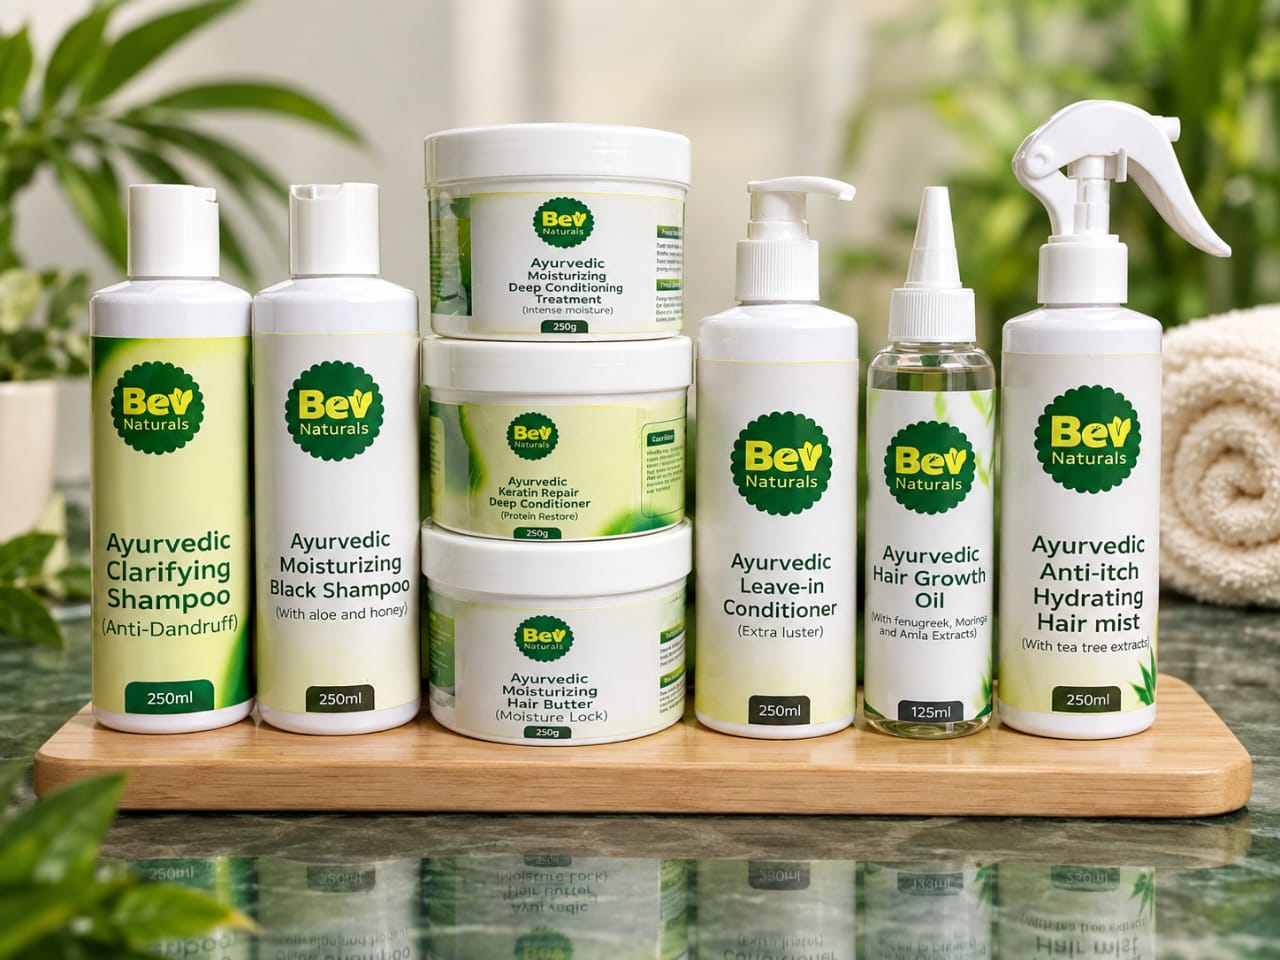 Bev
Naturals
Ayurvedic
Clarifying
Shampoo
(Anti-Dandruff)
250ml
Bev
Naturals
Ayurvedic
Moisturizing
Black Shampoo
(With aloe and honey)
250ml
Bev
Naturals
Ayurvedic
Moisturizing
Deep Conditioning
Treatment
(Intense moisture)
250g
Bev
Naturals
Ayurvedic
Keratin Repair
Deep Conditioner
(Protein Restore)
250g
Bev
Naturals
Ayurvedic
Moisturizing
Hair Butter
(Moisture Lock)
250g
Bev
Naturals
Ayurvedic
Leave-in
Conditioner
(Extra luster)
250ml
Bev
Naturals
Ayurvedic
Hair Growth
Oil
(With fenugreek, Moringa
and Amla Extracts)
125ml
Bev
Naturals
Ayurvedic
Anti-itch
Hydrating
Hair mist
(With tea tree extracts)
250ml